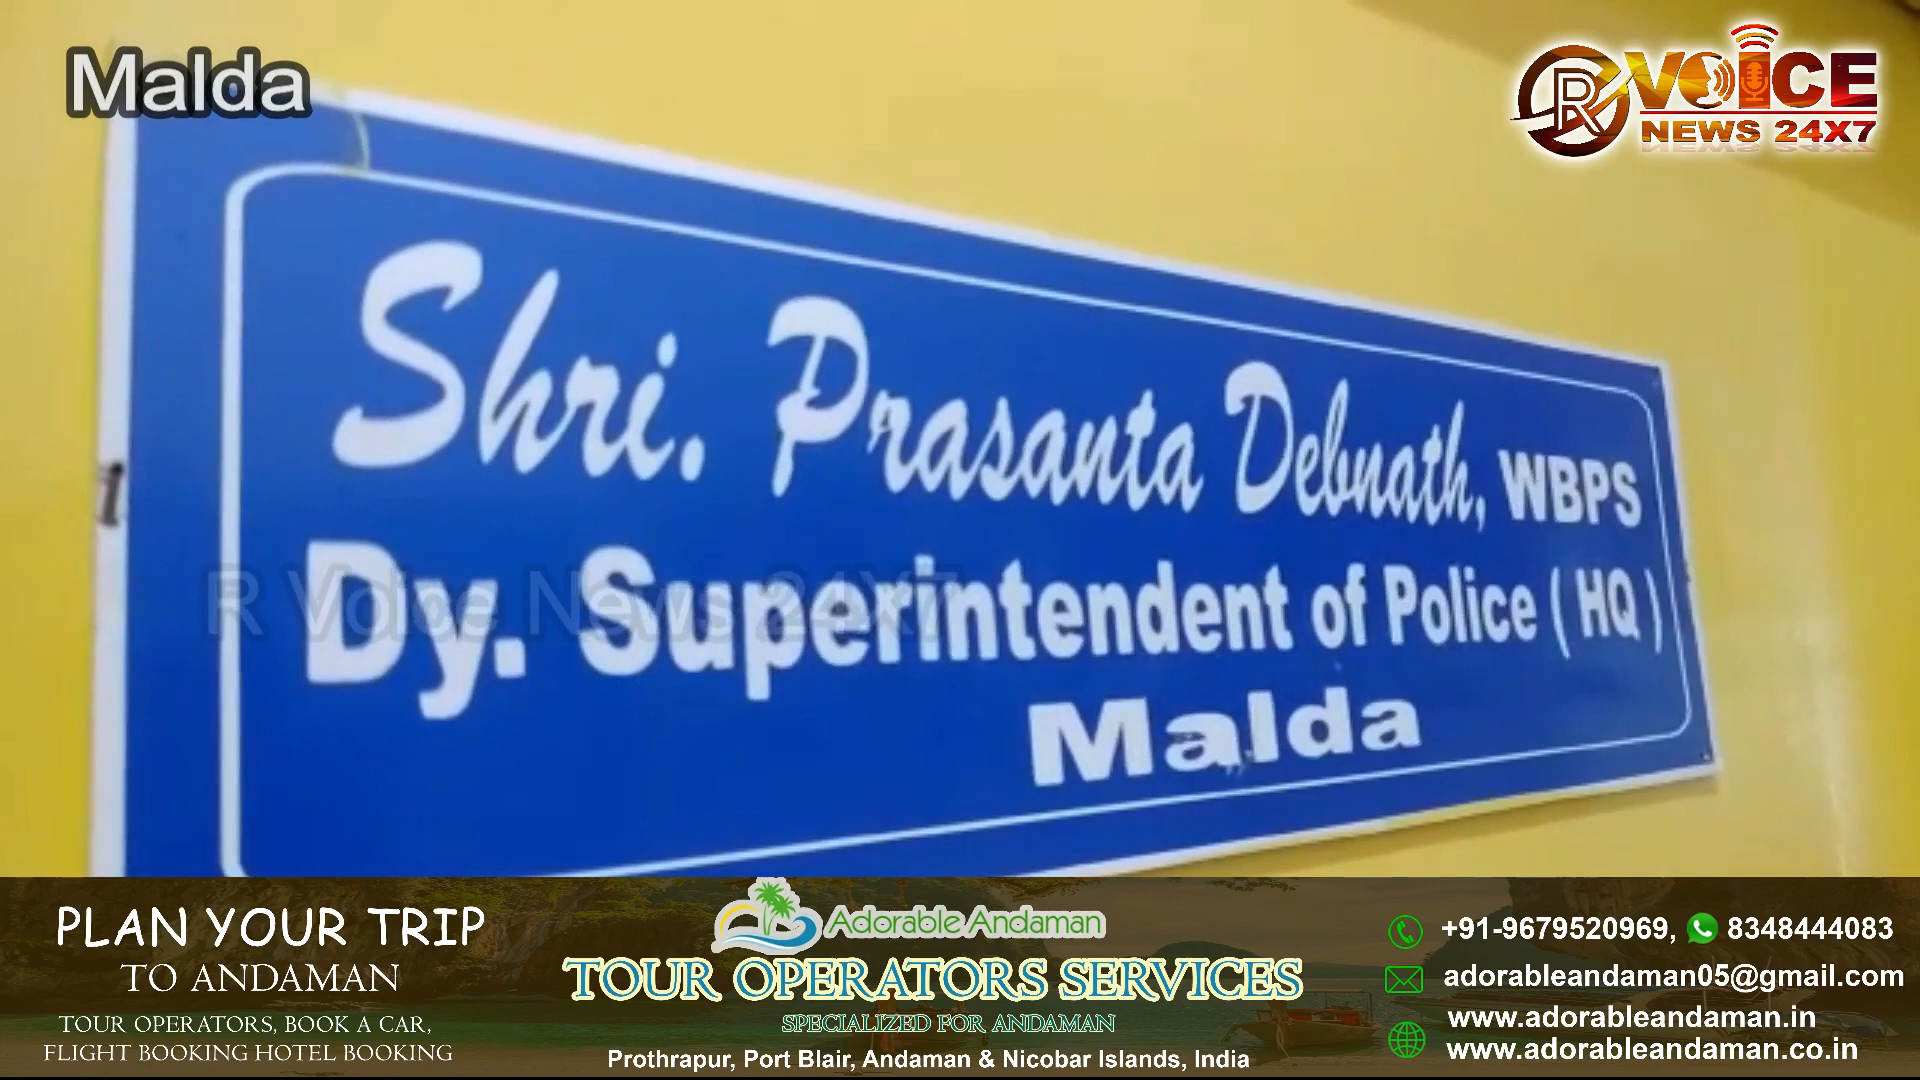 Malda
R VOICE
NEWS 24X7
Shri. Prasanta Debnath, WBPS
Dy. Superintendent of Police ( HQ )
Malda
R Voice News 24X7
PLAN YOUR TRIP
TO ANDAMAN
TOUR OPERATORS, BOOK A CAR,
FLIGHT BOOKING HOTEL BOOKING
Adorable Andaman
TOUR OPERATORS SERVICES
SPECIALIZED FOR ANDAMAN
Prothrapur, Port Blair, Andaman & Nicobar Islands, India
+91-9679520969, 8348444083
adorableandaman05@gmail.com
www.adorableandaman.in
www.adorableandaman.co.in